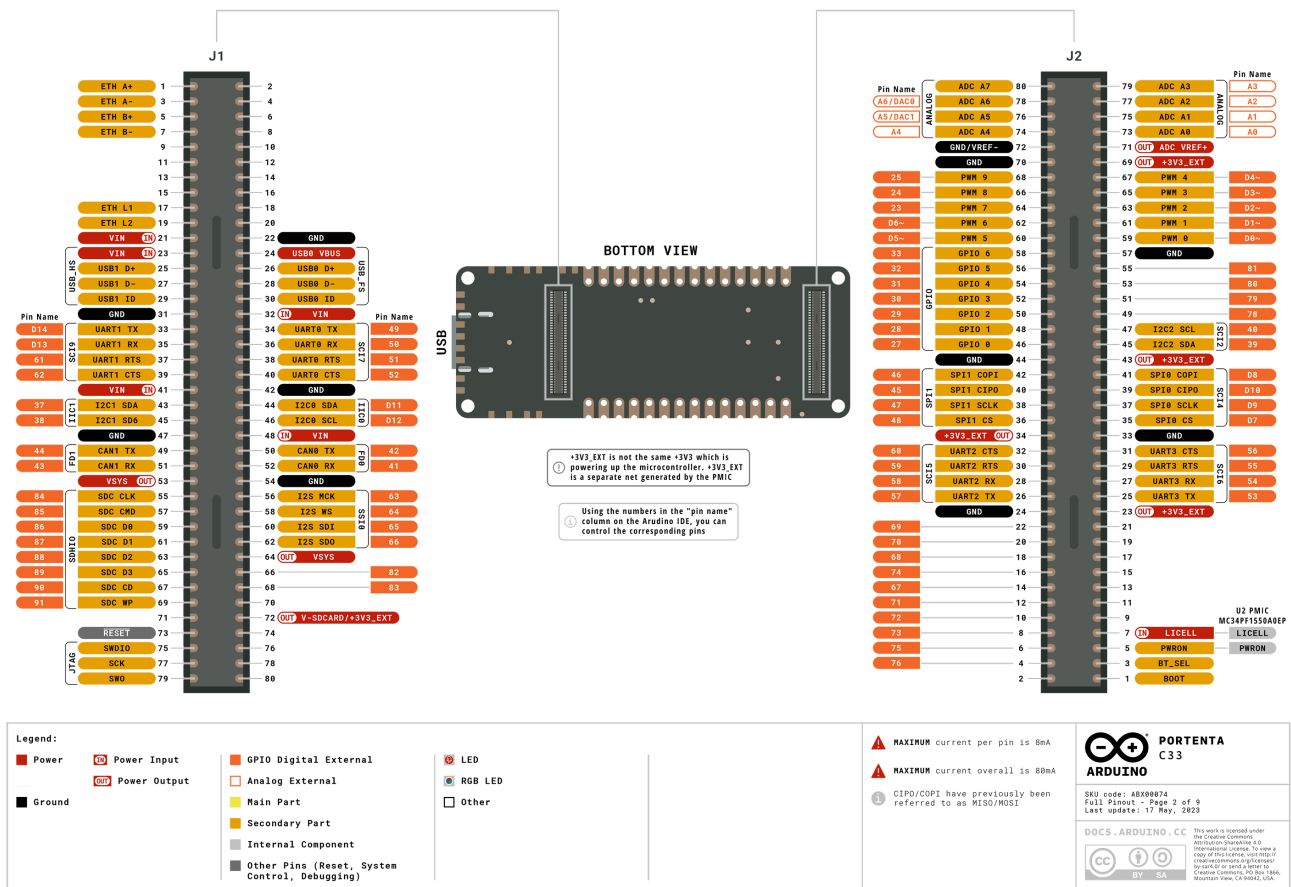 J1
J2
ETH A+ 1 2
ETH A- 3 4
ETH B+ 5 6
ETH B- 7 8
9 10
11 12
13 14
15 16
ETH L1 17 18
ETH L2 19 20
VIN IN 21 22 GND
USB_HS
VIN IN 23 24 USB0 VBUS
USB1 D+ 25 26 USB0 D+
USB1 D- 27 28 USB0 D-
USB1 ID 29 30 USB0 ID
USB_FS
Pin Name
GND 31 32 IN VIN
Pin Name
D14 UART1 TX 33 34 UART0 TX 49
D13 UART1 RX 35 36 UART0 RX 50
61 UART1 RTS 37 38 UART0 RTS 51
62 UART1 CTS 39 40 UART0 CTS 52
SCI9
SCI7
VIN IN 41 42 GND
37 I2C1 SDA 43 44 I2C0 SDA D11
38 I2C1 SD6 45 46 I2C0 SCL D12
IIC1
IIC0
GND 47 48 IN VIN
44 CAN1 TX 49 50 CAN0 TX 42
43 CAN1 RX 51 52 CAN0 RX 41
FD1
FD0
VSYS OUT 53 54 GND
84 SDC CLK 55 56 I2S MCK 63
85 SDC CMD 57 58 I2S WS 64
86 SDC D0 59 60 I2S SDI 65
87 SDC D1 61 62 I2S SDO 66
SSI0
88 SDC D2 63 64 OUT VSYS
89 SDC D3 65 66 82
90 SDC CD 67 68 83
91 SDC WP 69 70
SDHIO
71 72 OUT V-SDCARD/+3V3_EXT
RESET 73 74
SWDIO 75 76
SCK 77 78
SWO 79 80
JTAG
BOTTOM VIEW
USB
+3V3_EXT is not the same +3V3 which is
powering up the microcontroller. +3V3_EXT
is a separate net generated by the PMIC
Using the numbers in the "pin name"
column on the Arudino IDE, you can
control the corresponding pins
Pin Name
Pin Name
ADC A7 80 79 ADC A3 A3
A6/DAC0 ADC A6 78 77 ADC A2 A2
A5/DAC1 ADC A5 76 75 ADC A1 A1
A4 ADC A4 74 73 ADC A0 A0
ANALOG
ANALOG
GND/VREF- 72 71 OUT ADC VREF+
GND 70 69 OUT +3V3_EXT
25 PWM 9 68 67 PWM 4 D4~
24 PWM 8 66 65 PWM 3 D3~
23 PWM 7 64 63 PWM 2 D2~
D6~ PWM 6 62 61 PWM 1 D1~
D5~ PWM 5 60 59 PWM 0 D0~
33 GPIO 6 58 57 GND
32 GPIO 5 56 55 81
31 GPIO 4 54 53 80
30 GPIO 3 52 51 79
29 GPIO 2 50 49 78
28 GPIO 1 48 47 I2C2 SCL 40
27 GPIO 0 46 45 I2C2 SDA 39
GPIO
SCI2
GND 44 43 OUT +3V3_EXT
46 SPI1 COPI 42 41 SPI0 COPI D8
45 SPI1 CIPO 40 39 SPI0 CIPO D10
47 SPI1 SCLK 38 37 SPI0 SCLK D9
48 SPI1 CS 36 35 SPI0 CS D7
SPI1
SCI4
+3V3_EXT OUT 34 33 GND
60 UART2 CTS 32 31 UART3 CTS 56
59 UART2 RTS 30 29 UART3 RTS 55
58 UART2 RX 28 27 UART3 RX 54
57 UART2 TX 26 25 UART3 TX 53
SCI5
SCI6
GND 24 23 OUT +3V3_EXT
69 22 21
70 20 19
68 18 17
74 16 15
67 14 13
71 12 11
72 10 9
U2 PMIC
MC34PF1550A0EP
73 8 7 IN LICELL LICELL
75 6 5 PWRON PWRON
76 4 3 BT_SEL
2 1 BOOT
Legend:
Power
IN Power Input
OUT Power Output
Ground
GPIO Digital External
Analog External
Main Part
Secondary Part
Internal Component
Other Pins (Reset, System
Control, Debugging)
LED
RGB LED
Other
MAXIMUM current per pin is 8mA
MAXIMUM current overall is 80mA
CIPO/COPI have previously been
referred to as MISO/MOSI
ARDUINO
PORTENTA
C33
SKU code: ABX00074
Full Pinout - Page 2 of 9
Last update: 17 May, 2023
DOCS.ARDUINO.CC
CC BY SA
This work is licensed under
the Creative Commons
Attribution-ShareAlike 4.0
International License. To view a
copy of this license, visit http://
creativecommons.org/licenses/
by-sa/4.0/ or send a letter to
Creative Commons, PO Box 1866,
Mountain View, CA 94042, USA.